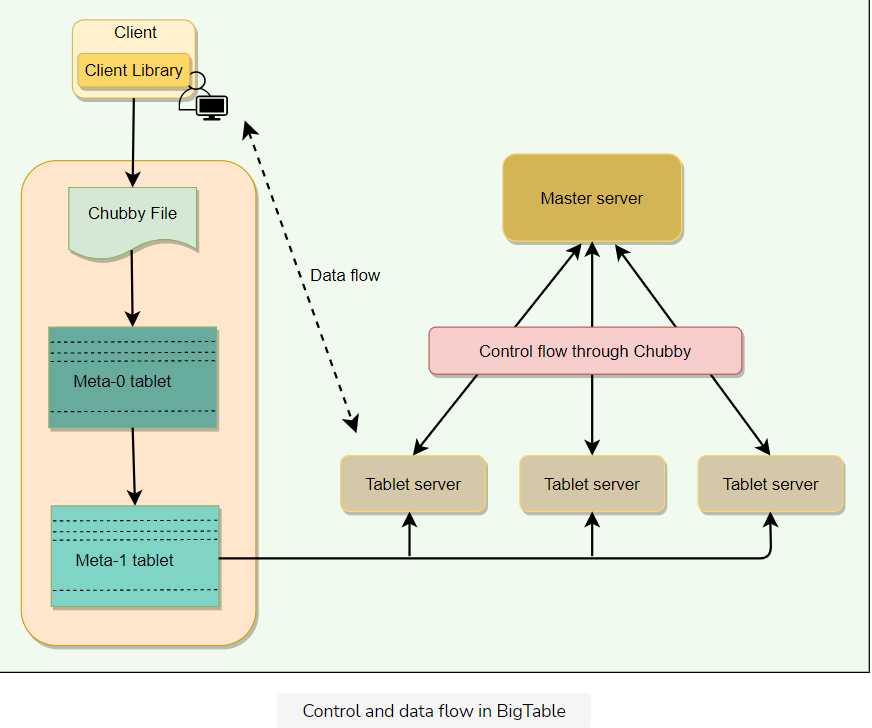 Client
Client Library
Chubby File
Data flow
Master server
Control flow through Chubby
Meta-0 tablet
Tablet server
Tablet server
Tablet server
Meta-1 tablet
Control and data flow in BigTable